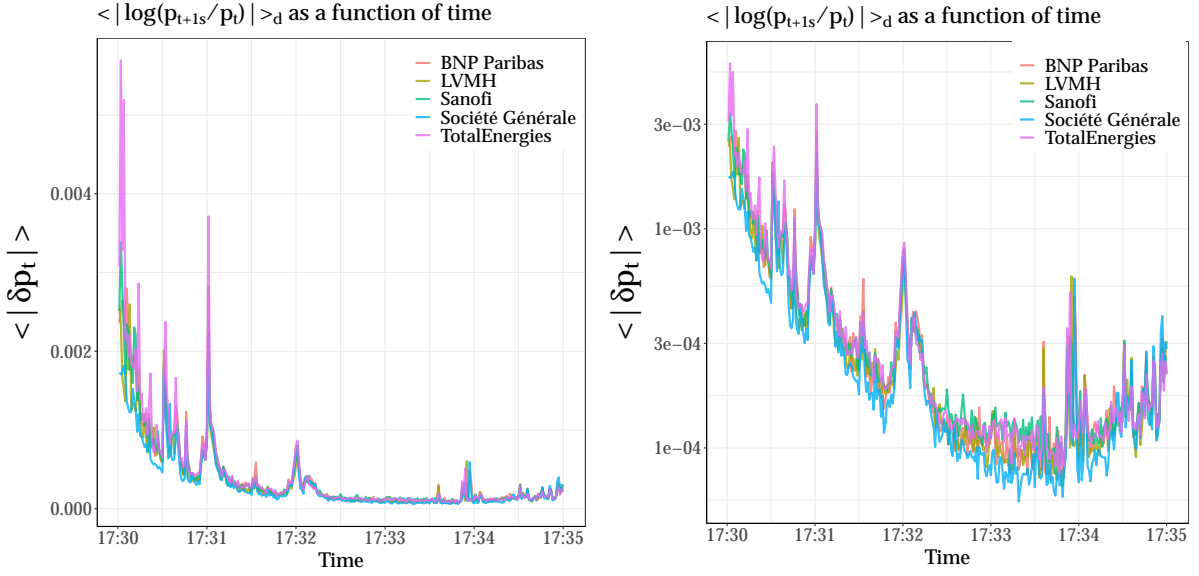 < | log(pt+1s/pt) | >d as a function of time
BNP Paribas
LVMH
Sanofi
Société Générale
TotalEnergies
0.004
0.002
0.000
< | δpt | >
17:30 17:31 17:32 17:33 17:34 17:35
Time
< | log(pt+1s/pt) | >d as a function of time
BNP Paribas
LVMH
Sanofi
Société Générale
TotalEnergies
3e−03
1e−03
3e−04
1e−04
< | δpt | >
17:30 17:31 17:32 17:33 17:34 17:35
Time